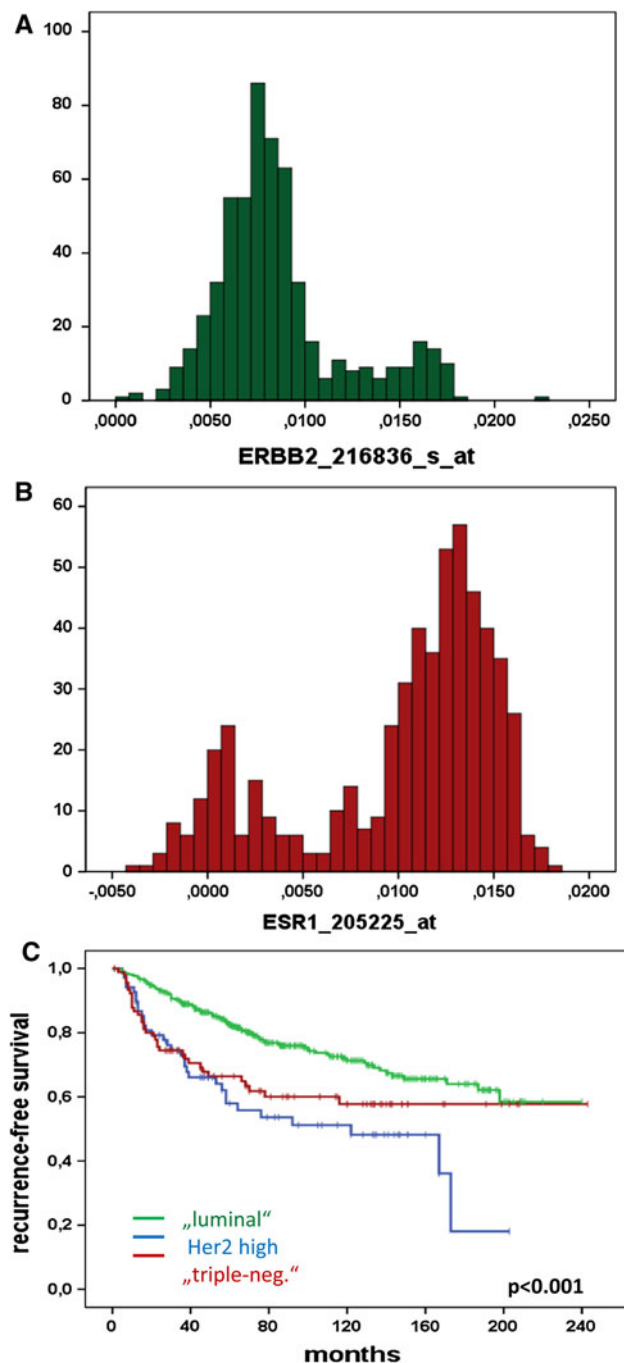 A
100
80
60
40
20
0
,0000 ,0050 ,0100 ,0150 ,0200 ,0250
ERBB2_216836_s_at
B
60
50
40
30
20
10
0
-,0050 ,0000 ,0050 ,0100 ,0150 ,0200
ESR1_205225_at
C
recurrence-free survival
1,0
0,8
0,6
0,4
0,2
0,0
„luminal“
Her2 high
„triple-neg.“
p<0.001
0 40 80 120 160 200 240
months